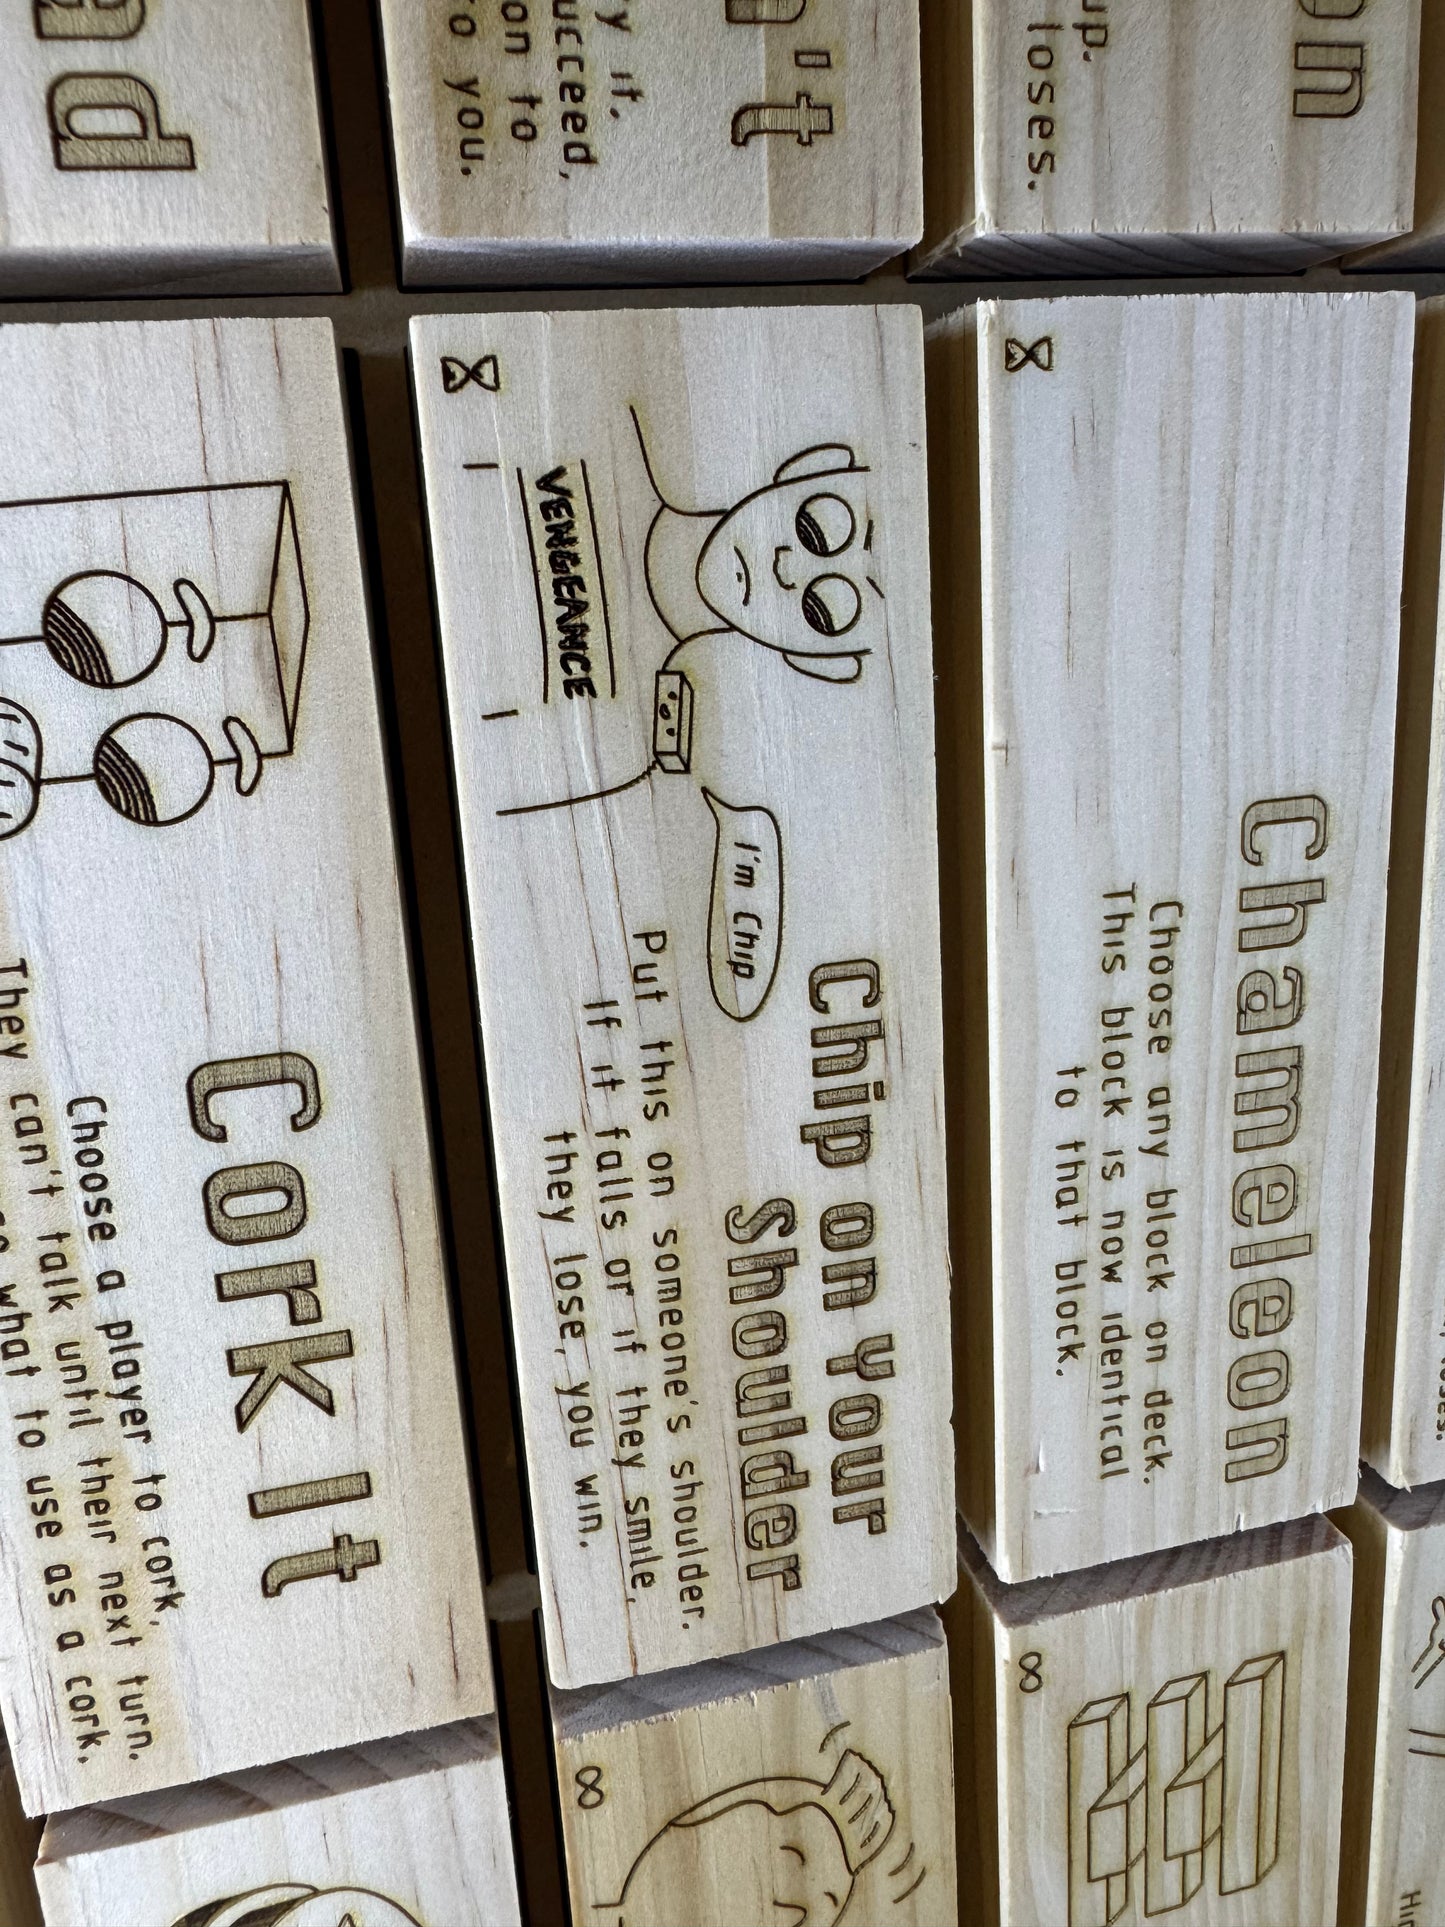 Chameleon
Choose any block on deck.
This block is now identical
to that block.
Chip on your
Shoulder
Put this on someone's shoulder.
If it falls or if they smile,
they lose, you win.
I'm Chip
VENGEANCE
Cork It
Choose a player to cork,
They can't talk until their next turn.
what to use as a cork.
up.
loses.
y it.
ucceed,
on to
o you.
't
on
8
8